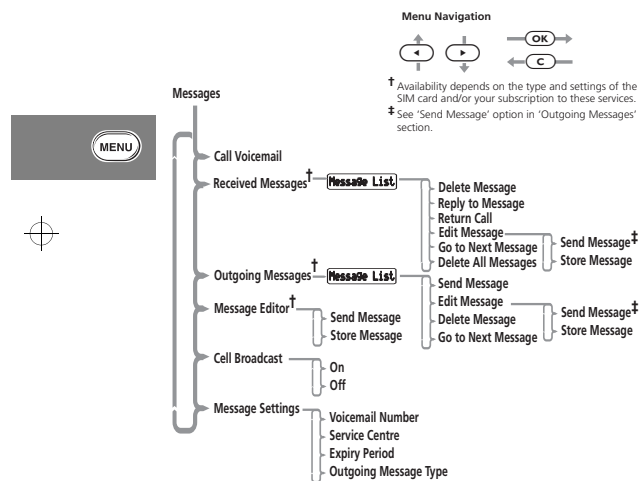 Menu Navigation
OK
C
† Availability depends on the type and settings of the
SIM card and/or your subscription to these services.
‡ See 'Send Message' option in 'Outgoing Messages'
section.
MENU
Messages
Call Voicemail
Received Messages†
Message List
Delete Message
Reply to Message
Return Call
Edit Message
Go to Next Message
Delete All Messages
Send Message‡
Store Message
Outgoing Messages†
Message List
Send Message
Edit Message
Delete Message
Go to Next Message
Send Message‡
Store Message
Message Editor†
Send Message
Store Message
Cell Broadcast
On
Off
Message Settings
Voicemail Number
Service Centre
Expiry Period
Outgoing Message Type